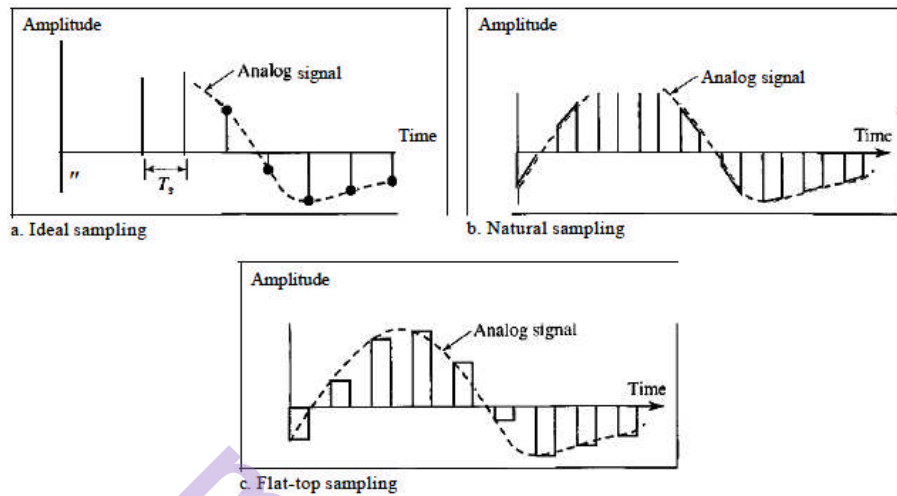 Amplitude
Analog signal
Time
"
Ts
a. Ideal sampling
Amplitude
Analog signal
Time
b. Natural sampling
Amplitude
Analog signal
Time
c. Flat-top sampling